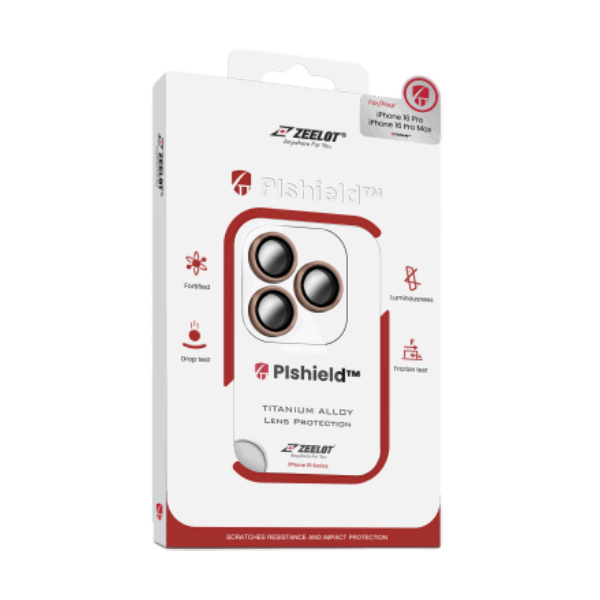 For/Pour
iPhone 16 Pro
iPhone 16 Pro Max
ZEELOT®
Anywhere For You
ZEELOT®
PIshield™
Fortified
Luminousness
Drop test
F
Friction test
PIshield™
TITANIUM ALLOY
LENS PROTECTION
ZEELOT®
Anywhere For You
iPhone 16 Series
SCRATCHES RESISTANCE AND IMPACT PROTECTION